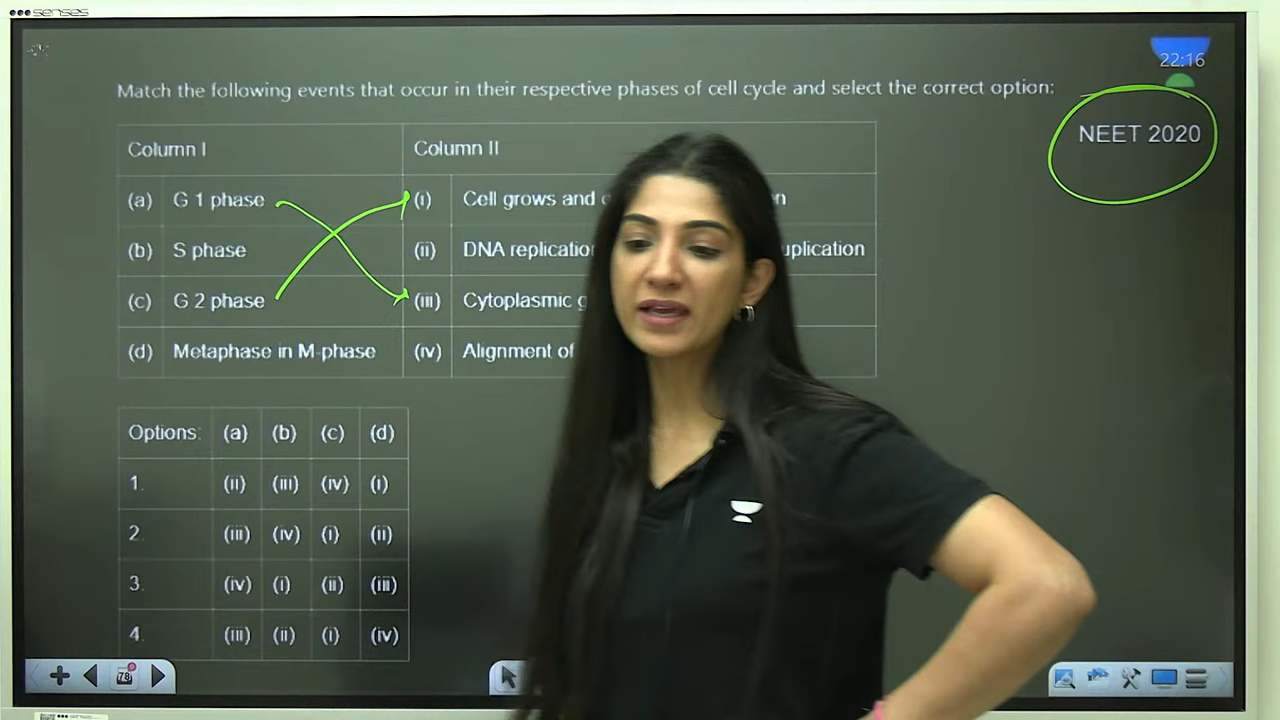 senses
22:16
Match the following events that occur in their respective phases of cell cycle and select the correct option:
NEET 2020
Column I Column II
(a) G 1 phase (i) Cell grows and
(b) S phase (ii) DNA replication
(c) G 2 phase (iii) Cytoplasmic
(d) Metaphase in M-phase (iv) Alignment of
Options: (a) (b) (c) (d)
1. (ii) (iii) (iv) (i)
2. (iii) (iv) (i) (ii)
3. (iv) (i) (ii) (iii)
4. (iii) (ii) (i) (iv)